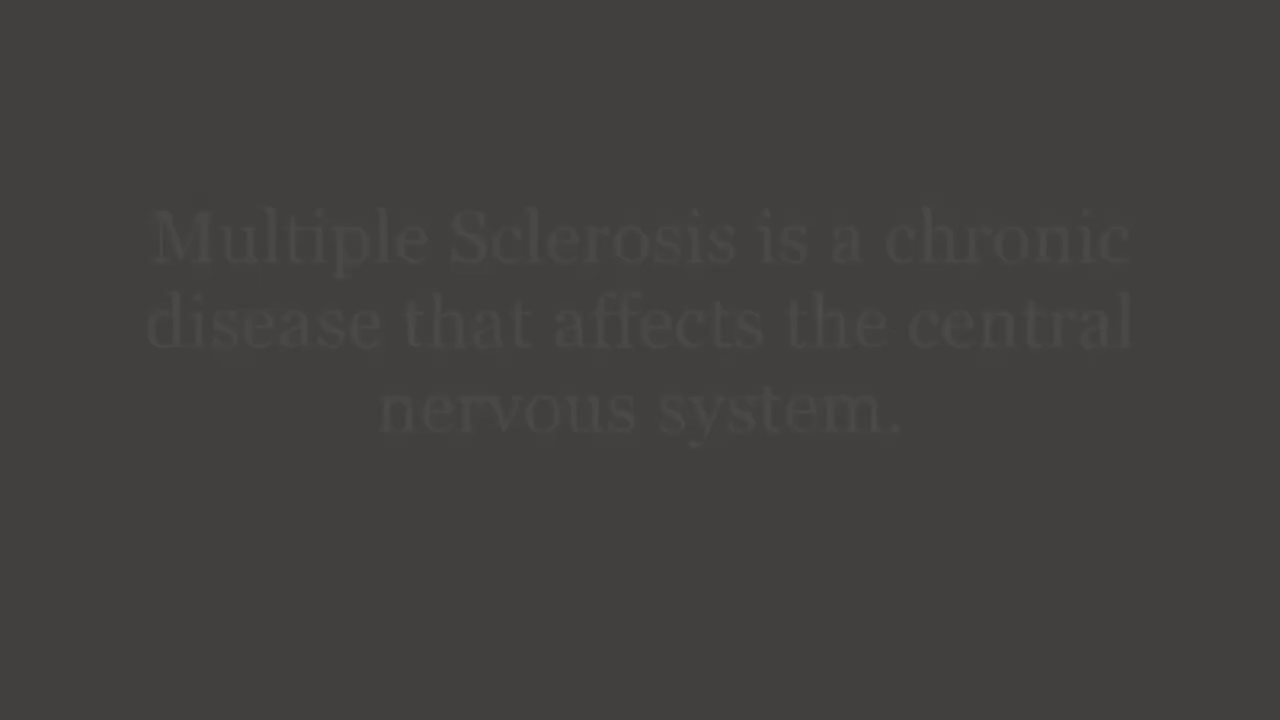 Multiple Sclerosis is a chronic
disease that affects the central
nervous system.